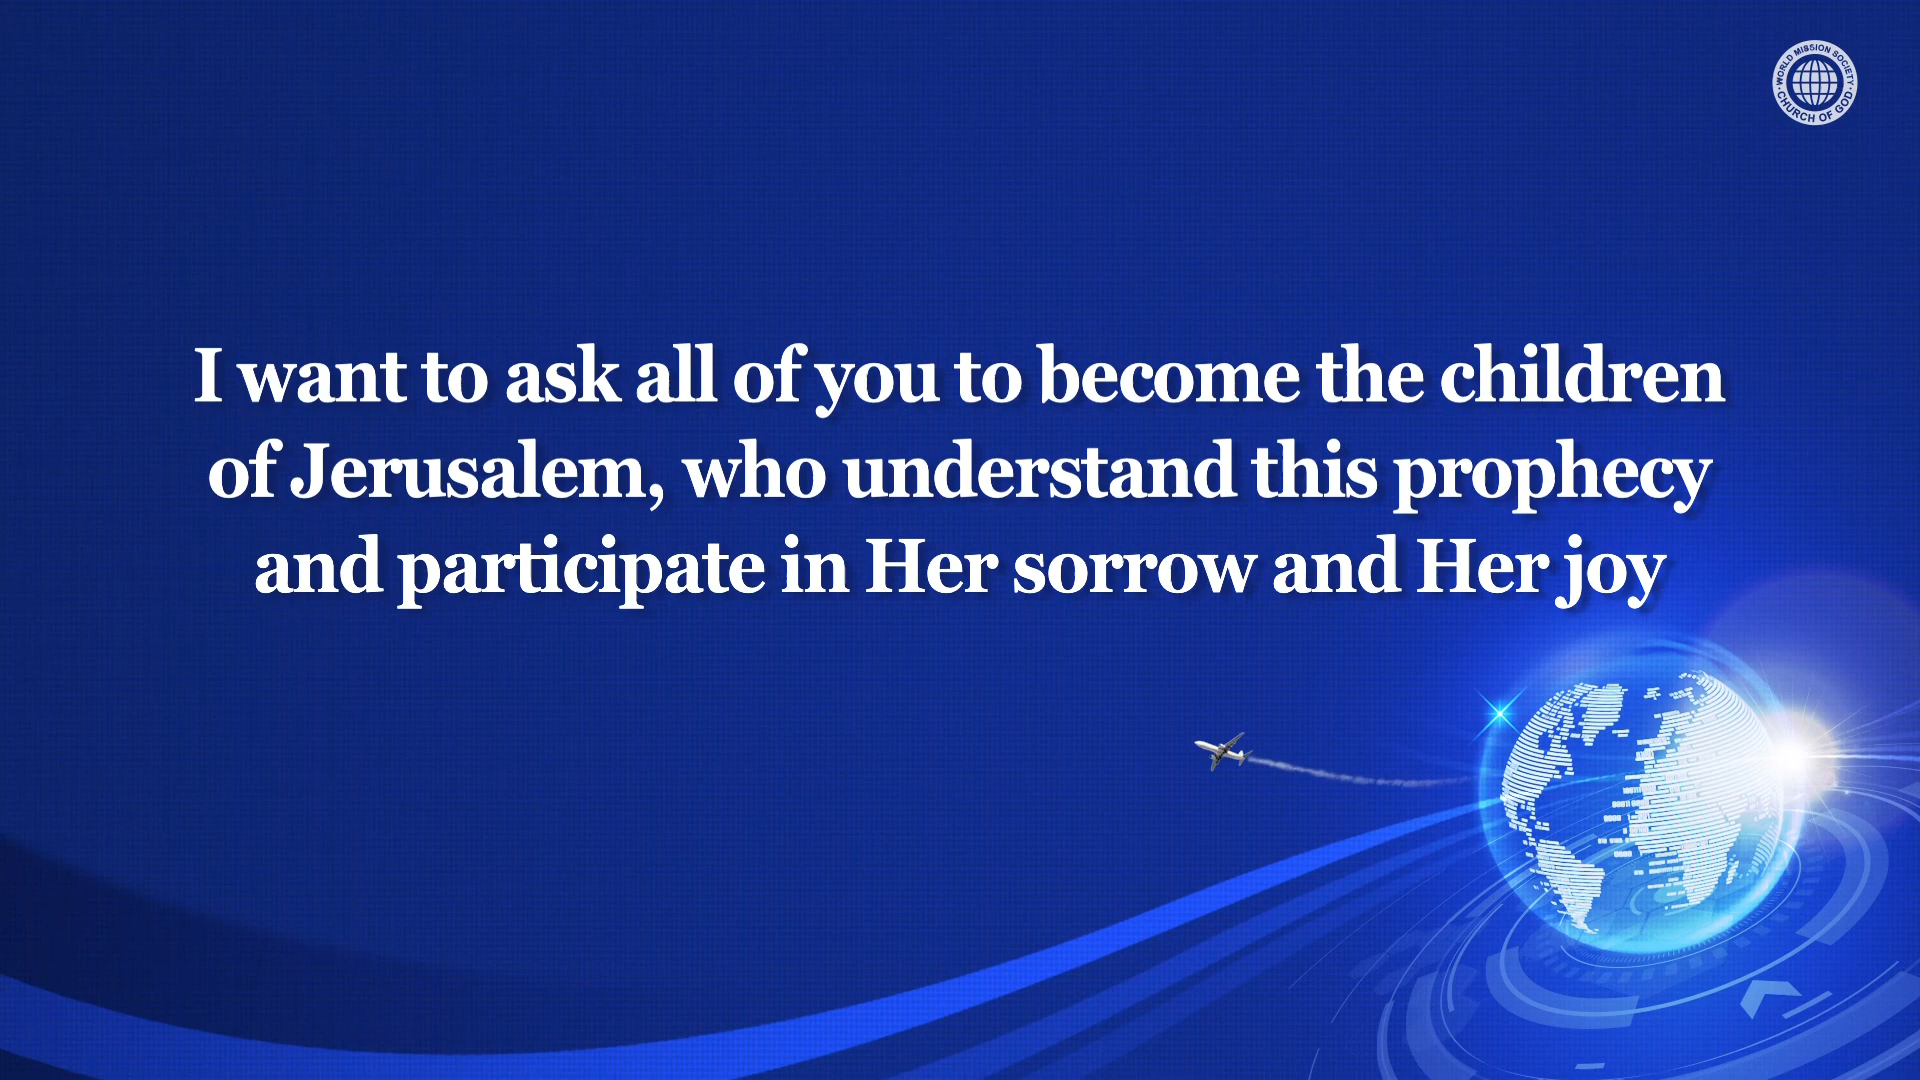 WORLD MISSION SOCIETY
CHURCH OF GOD
I want to ask all of you to become the children
of Jerusalem, who understand this prophecy
and participate in Her sorrow and Her joy